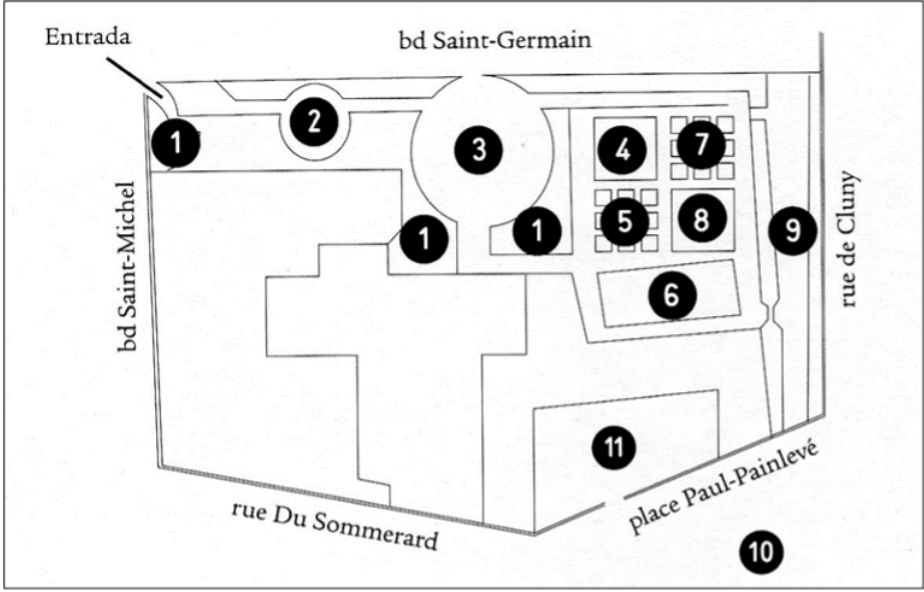 Entrada
bd Saint-Germain
1
2
3
4
7
bd Saint-Michel
1
1
5
8
9
rue de Cluny
6
11
rue Du Sommerard
place Paul-Painlevé
10